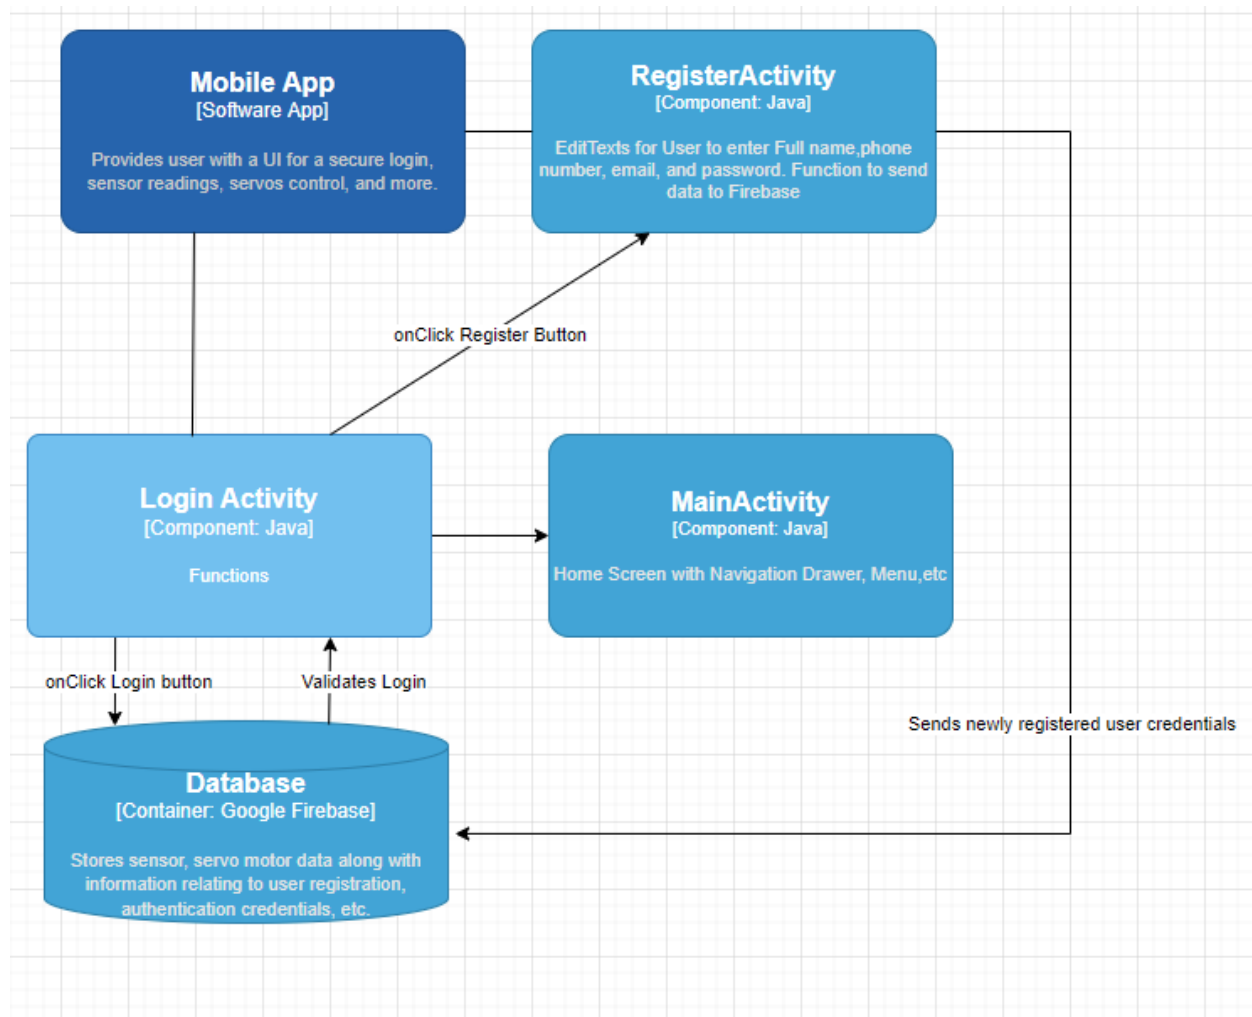 Mobile App
[Software App]
Provides user with a UI for a secure login,
sensor readings, servos control, and more.
RegisterActivity
[Component: Java]
EditTexts for User to enter Full name,phone
number, email, and password. Function to send
data to Firebase
onClick Register Button
Login Activity
[Component: Java]
Functions
MainActivity
[Component: Java]
Home Screen with Navigation Drawer, Menu,etc
onClick Login button
Validates Login
Sends newly registered user credentials
Database
[Container: Google Firebase]
Stores sensor, servo motor data along with
information relating to user registration,
authentication credentials, etc.